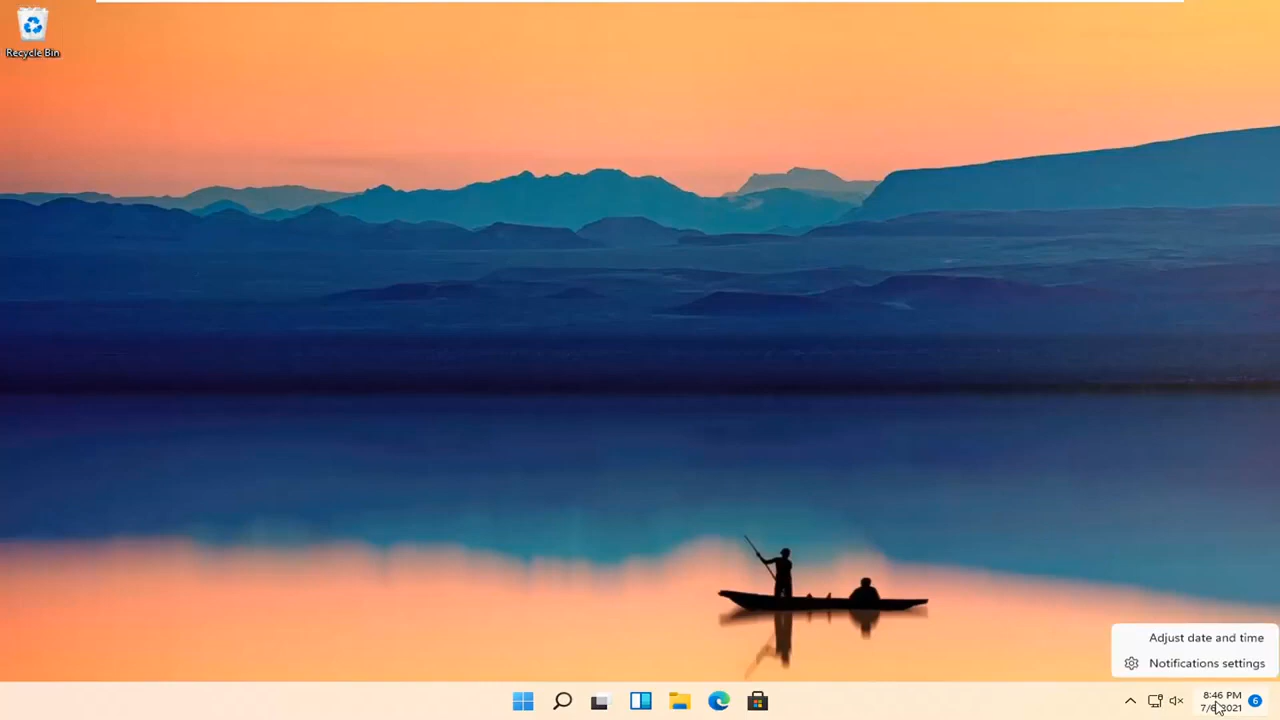 Recycle Bin
Adjust date and time
Notifications settings
8:46 PM
6